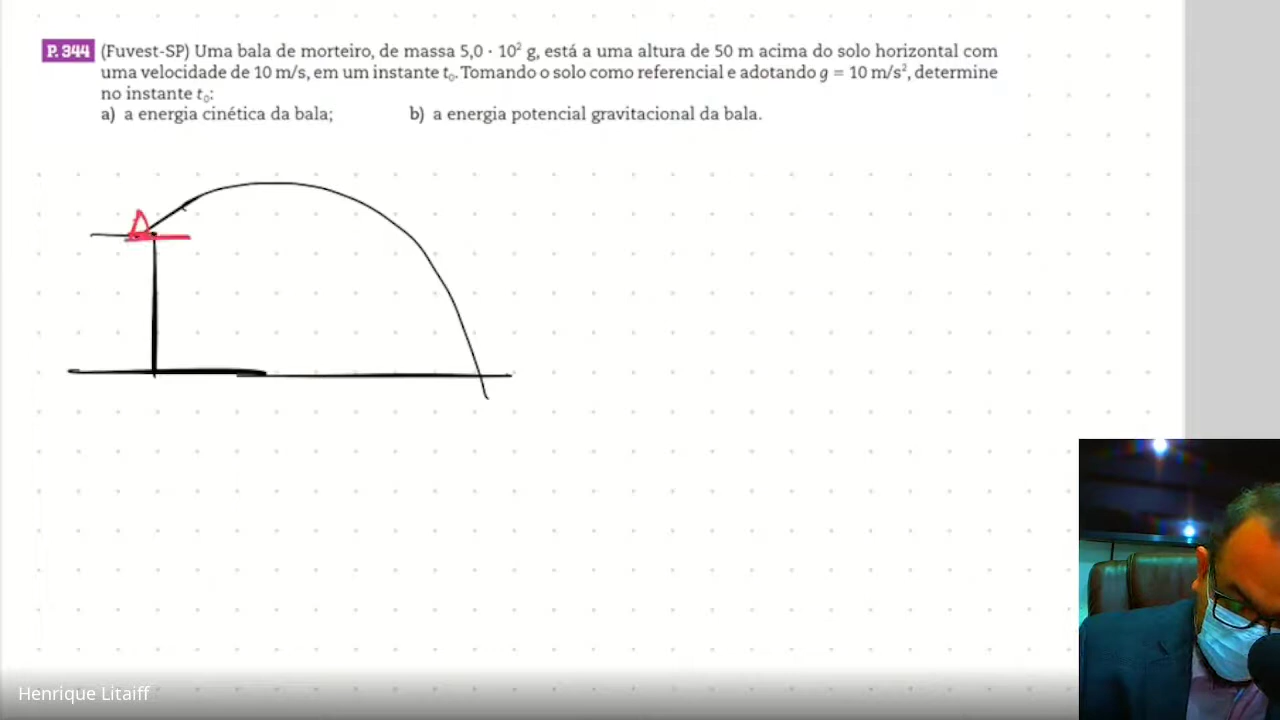 P. 344 (Fuvest-SP) Uma bala de morteiro, de massa 5,0 · 10² g, está a uma altura de 50 m acima do solo horizontal com
uma velocidade de 10 m/s, em um instante t₀. Tomando o solo como referencial e adotando g = 10 m/s², determine
no instante t₀:
a) a energia cinética da bala; b) a energia potencial gravitacional da bala.
Henrique Litaiff